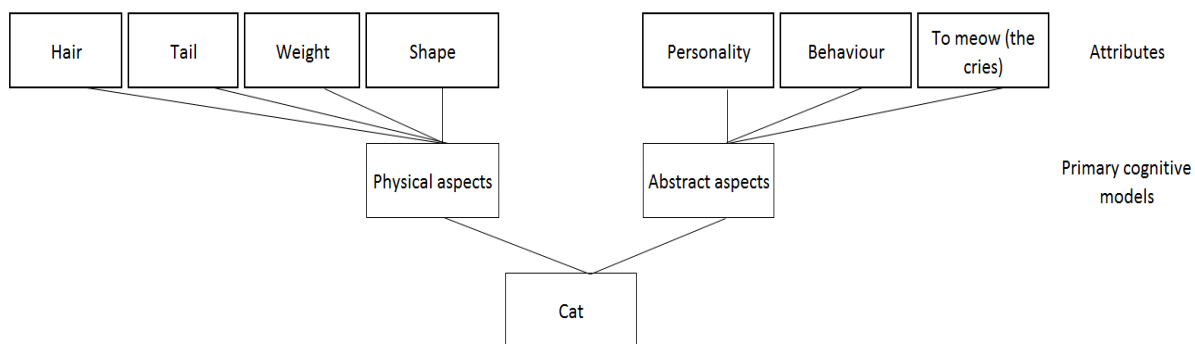 Hair
Tail
Weight
Shape
Personality
Behaviour
To meow (the
cries)
Attributes
Physical aspects
Abstract aspects
Primary cognitive
models
Cat